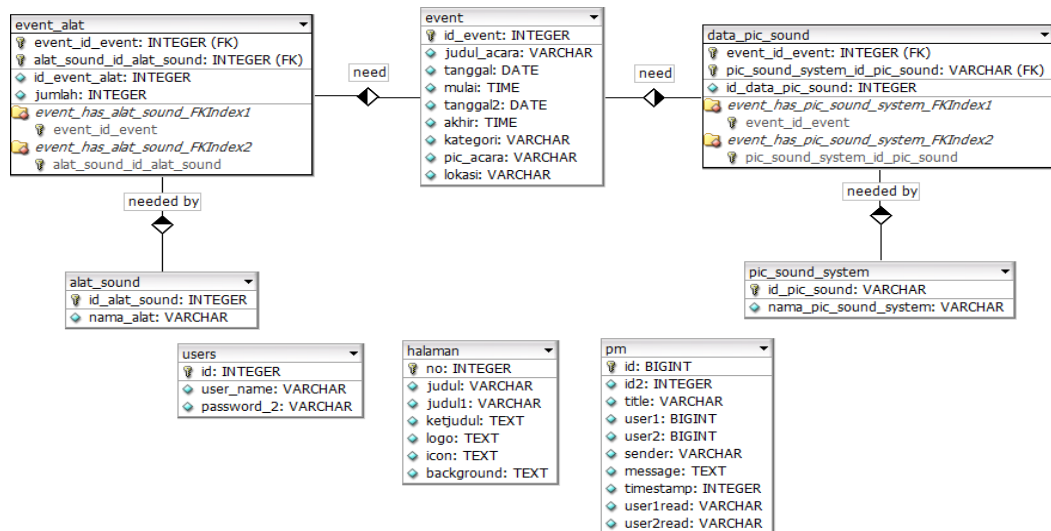 event_alat
event_id_event: INTEGER (FK)
alat_sound_id_alat_sound: INTEGER (FK)
id_event_alat: INTEGER
jumlah: INTEGER
event_has_alat_sound_FKIndex1
event_id_event
event_has_alat_sound_FKIndex2
alat_sound_id_alat_sound
need
event
id_event: INTEGER
judul_acara: VARCHAR
tanggal: DATE
mulai: TIME
tanggal2: DATE
akhir: TIME
kategori: VARCHAR
pic_acara: VARCHAR
lokasi: VARCHAR
need
data_pic_sound
event_id_event: INTEGER (FK)
pic_sound_system_id_pic_sound: VARCHAR (FK)
id_data_pic_sound: INTEGER
event_has_pic_sound_system_FKIndex1
event_id_event
event_has_pic_sound_system_FKIndex2
pic_sound_system_id_pic_sound
needed by
needed by
alat_sound
id_alat_sound: INTEGER
nama_alat: VARCHAR
pic_sound_system
id_pic_sound: VARCHAR
nama_pic_sound_system: VARCHAR
users
id: INTEGER
user_name: VARCHAR
password_2: VARCHAR
halaman
no: INTEGER
judul: VARCHAR
judul1: VARCHAR
ketjudul: TEXT
logo: TEXT
icon: TEXT
background: TEXT
pm
id: BIGINT
id2: INTEGER
title: VARCHAR
user1: BIGINT
user2: BIGINT
sender: VARCHAR
message: TEXT
timestamp: INTEGER
user1read: VARCHAR
user2read: VARCHAR